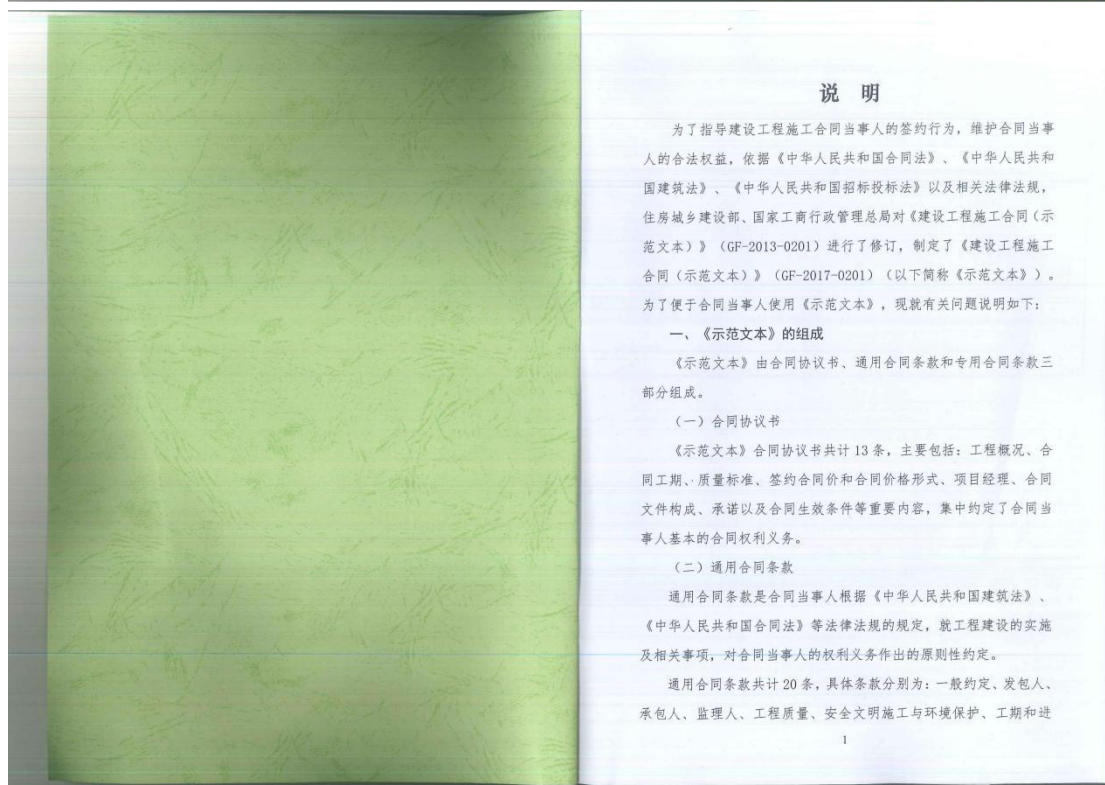 说 明
为了指导建设工程施工合同当事人的签约行为，维护合同当事
人的合法权益，依据《中华人民共和国合同法》、《中华人民共和
国建筑法》、《中华人民共和国招标投标法》以及相关法律法规，
住房城乡建设部、国家工商行政管理总局对《建设工程施工合同（示
范文本）》（GF-2013-0201）进行了修订，制定了《建设工程施工
合同（示范文本）》（GF-2017-0201）（以下简称《示范文本》）。
为了便于合同当事人使用《示范文本》，现就有关问题说明如下：
一、《示范文本》的组成
《示范文本》由合同协议书、通用合同条款和专用合同条款三
部分组成。
（一）合同协议书
《示范文本》合同协议书共计 13 条，主要包括：工程概况、合
同工期、质量标准、签约合同价和合同价格形式、项目经理、合同
文件构成、承诺以及合同生效条件等重要内容，集中约定了合同当
事人基本的合同权利义务。
（二）通用合同条款
通用合同条款是合同当事人根据《中华人民共和国建筑法》、
《中华人民共和国合同法》等法律法规的规定，就工程建设的实施
及相关事项，对合同当事人的权利义务作出的原则性约定。
通用合同条款共计 20 条，具体条款分别为：一般约定、发包人、
承包人、监理人、工程质量、安全文明施工与环境保护、工期和进
1